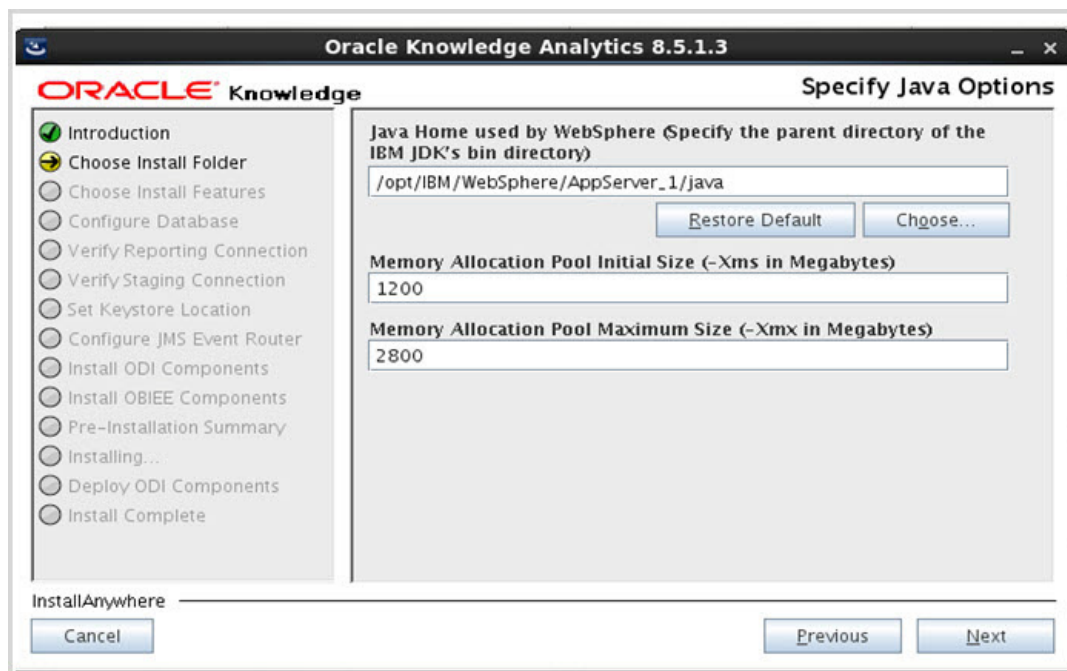 Oracle Knowledge Analytics 8.5.1.3
ORACLE Knowledge
Specify Java Options
Introduction
Choose Install Folder
Choose Install Features
Configure Database
Verify Reporting Connection
Verify Staging Connection
Set Keystore Location
Configure JMS Event Router
Install ODI Components
Install OBIEE Components
Pre-Installation Summary
Installing...
Deploy ODI Components
Install Complete
Java Home used by WebSphere (Specify the parent directory of the
IBM JDK's bin directory)
/opt/IBM/WebSphere/AppServer_1/java
Restore Default
Choose...
Memory Allocation Pool Initial Size (-Xms in Megabytes)
1200
Memory Allocation Pool Maximum Size (-Xmx in Megabytes)
2800
InstallAnywhere
Cancel
Previous
Next